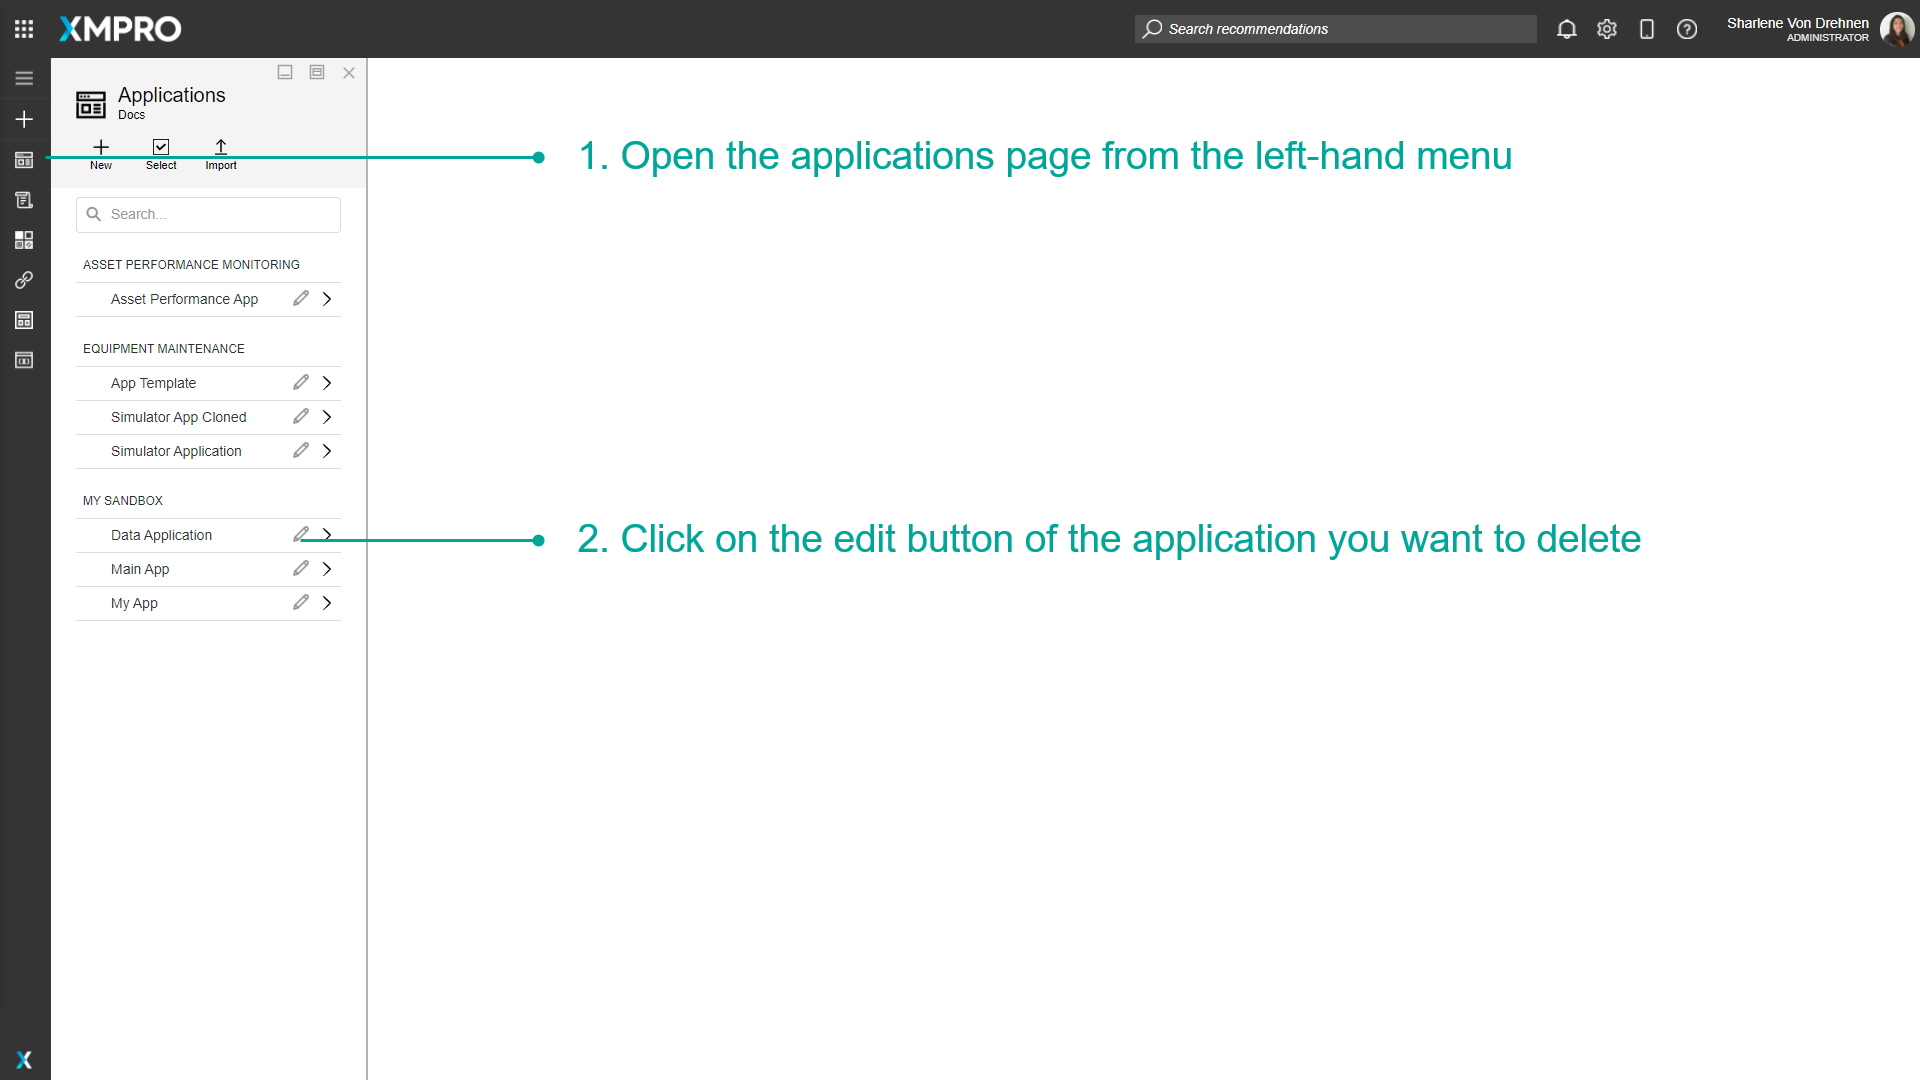 XMPRO
Search recommendations
Sharlene Von Drehnen
ADMINISTRATOR
Applications
Docs
New
Select
Import
1. Open the applications page from the left-hand menu
Search...
ASSET PERFORMANCE MONITORING
Asset Performance App
EQUIPMENT MAINTENANCE
App Template
Simulator App Cloned
Simulator Application
MY SANDBOX
Data Application
2. Click on the edit button of the application you want to delete
Main App
My App